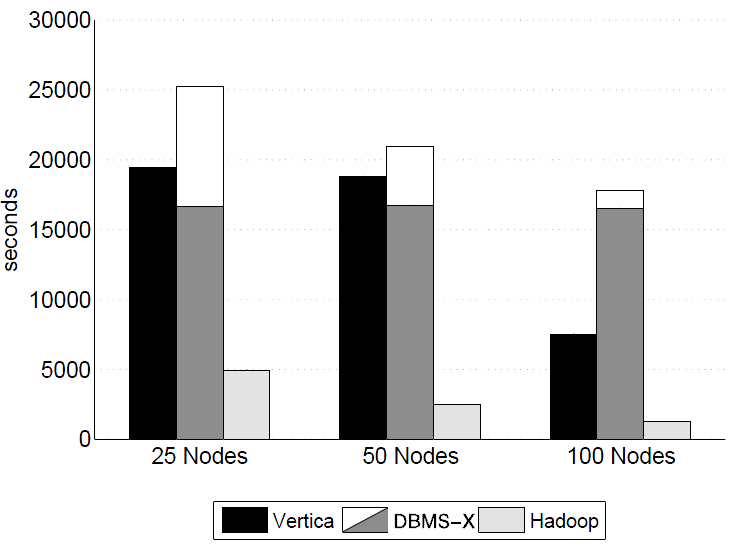 30000
25000
20000
15000
10000
5000
0
seconds
25 Nodes
50 Nodes
100 Nodes
Vertica
DBMS−X
Hadoop